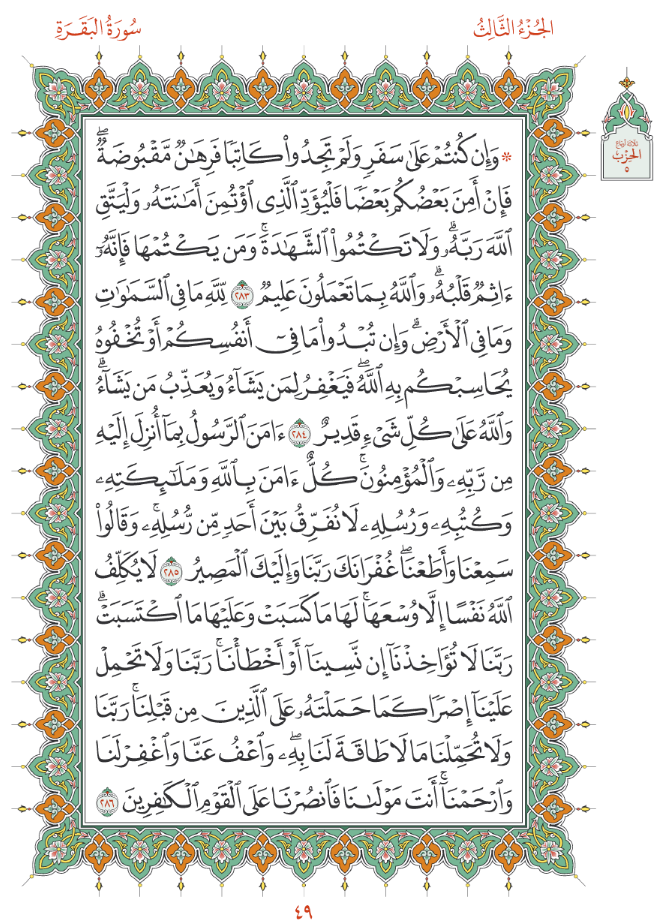 الجُزْءُ الثَّالِثُ
سُورَةُ البَقَرَةِ
ثلاثة أرباع
الحِزْبُ
٥
۞ وَإِن كُنتُمْ عَلَىٰ سَفَرٍ وَلَمْ تَجِدُوا۟ كَاتِبًا فَرِهَـٰنٌ مَّقْبُوضَةٌ ۖ
فَإِنْ أَمِنَ بَعْضُكُم بَعْضًا فَلْيُؤَدِّ ٱلَّذِى ٱؤْتُمِنَ أَمَـٰنَتَهُۥ وَلْيَتَّقِ
ٱللَّهَ رَبَّهُۥ ۗ وَلَا تَكْتُمُوا۟ ٱلشَّهَـٰدَةَ ۚ وَمَن يَكْتُمْهَا فَإِنَّهُۥٓ
ءَاثِمٌ قَلْبُهُۥ ۗ وَٱللَّهُ بِمَا تَعْمَلُونَ عَلِيمٌ ٢٨٣ لِّلَّهِ مَا فِى ٱلسَّمَـٰوَٰتِ
وَمَا فِى ٱلْأَرْضِ ۗ وَإِن تُبْدُوا۟ مَا فِىٓ أَنفُسِكُمْ أَوْ تُخْفُوهُ
يُحَاسِبْكُم بِهِ ٱللَّهُ ۖ فَيَغْفِرُ لِمَن يَشَآءُ وَيُعَذِّبُ مَن يَشَآءُ ۗ
وَٱللَّهُ عَلَىٰ كُلِّ شَىْءٍ قَدِيرٌ ٢٨٤ ءَامَنَ ٱلرَّسُولُ بِمَآ أُنزِلَ إِلَيْهِ
مِن رَّبِّهِۦ وَٱلْمُؤْمِنُونَ ۚ كُلٌّ ءَامَنَ بِٱللَّهِ وَمَلَـٰٓئِكَتِهِۦ
وَكُتُبِهِۦ وَرُسُلِهِۦ لَا نُفَرِّقُ بَيْنَ أَحَدٍ مِّن رُّسُلِهِۦ ۚ وَقَالُوا۟
سَمِعْنَا وَأَطَعْنَا ۖ غُفْرَانَكَ رَبَّنَا وَإِلَيْكَ ٱلْمَصِيرُ ٢٨٥ لَا يُكَلِّفُ
ٱللَّهُ نَفْسًا إِلَّا وُسْعَهَا ۚ لَهَا مَا كَسَبَتْ وَعَلَيْهَا مَا ٱكْتَسَبَتْ ۗ
رَبَّنَا لَا تُؤَاخِذْنَآ إِن نَّسِينَآ أَوْ أَخْطَأْنَا ۚ رَبَّنَا وَلَا تَحْمِلْ
عَلَيْنَآ إِصْرًا كَمَا حَمَلْتَهُۥ عَلَى ٱلَّذِينَ مِن قَبْلِنَا ۚ رَبَّنَا
وَلَا تُحَمِّلْنَا مَا لَا طَاقَةَ لَنَا بِهِۦ ۖ وَٱعْفُ عَنَّا وَٱغْفِرْ لَنَا
وَٱرْحَمْنَآ ۚ أَنتَ مَوْلَىٰنَا فَٱنصُرْنَا عَلَى ٱلْقَوْمِ ٱلْكَـٰفِرِينَ ٢٨٦
٤٩